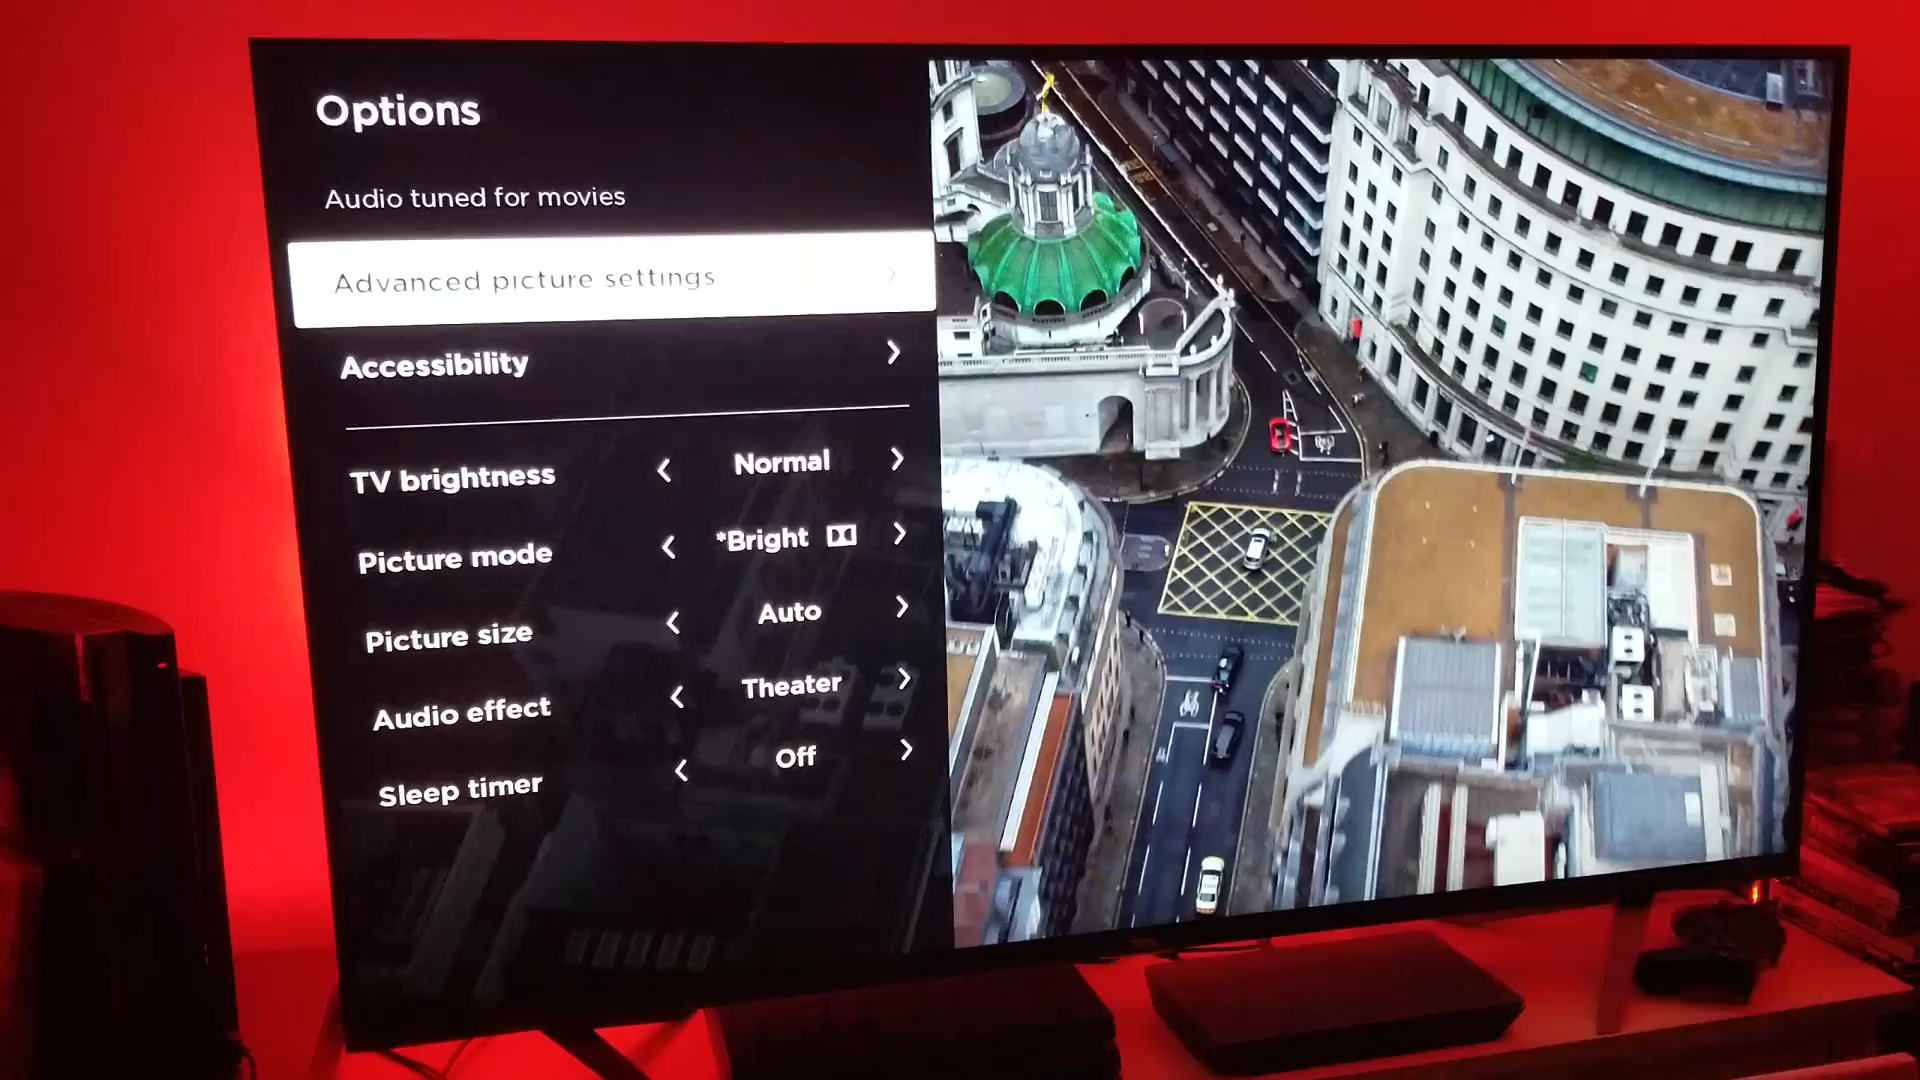 Options
Audio tuned for movies
Advanced picture settings
Accessibility
TV brightness Normal
Picture mode *Bright
Picture size Auto
Audio effect Theater
Sleep timer Off